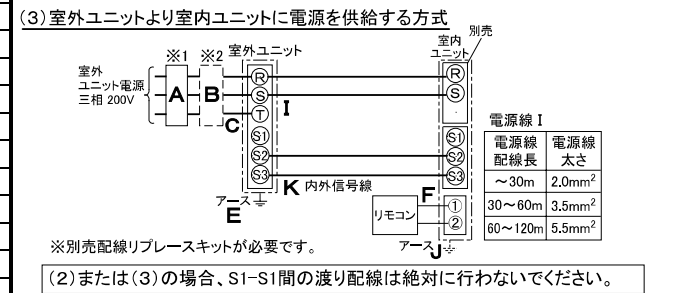 (3)室外ユニットより室内ユニットに電源を供給する方式
別売
※1 ※2 室外ユニット
室内
ユニット
室外
ユニット電源
三相 200V
A
B
C
R
S
T
S1
S2
S3
I
R
S
S1
S2
S3
K 内外信号線
アース
E
リモコン
F
①
②
アース
J
電源線 I
電源線配線長 電源線太さ
～30m 2.0mm²
30～60m 3.5mm²
60～120m 5.5mm²
※別売配線リプレースキットが必要です。
(2)または(3)の場合、S1-S1間の渡り配線は絶対に行わないでください。